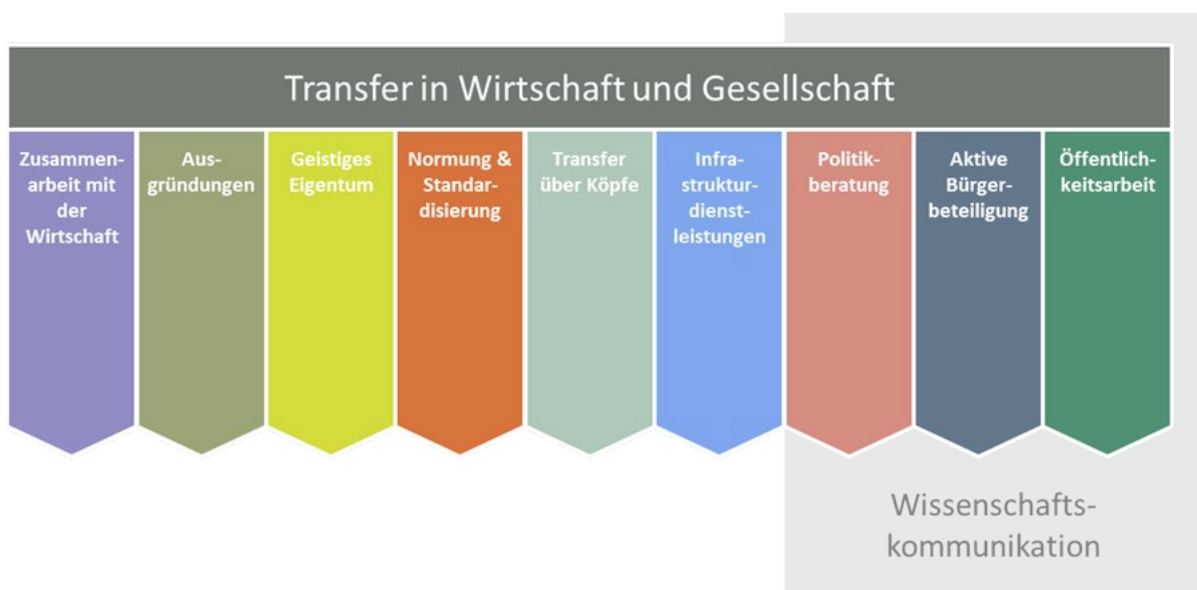 Transfer in Wirtschaft und Gesellschaft
Zusammen-
arbeit mit
der
Wirtschaft
Aus-
gründungen
Geistiges
Eigentum
Normung &
Standar-
disierung
Transfer
über Köpfe
Infra-
struktur-
dienst-
leistungen
Politik-
beratung
Aktive
Bürger-
beteiligung
Öffentlich-
keitsarbeit
Wissenschafts-
kommunikation